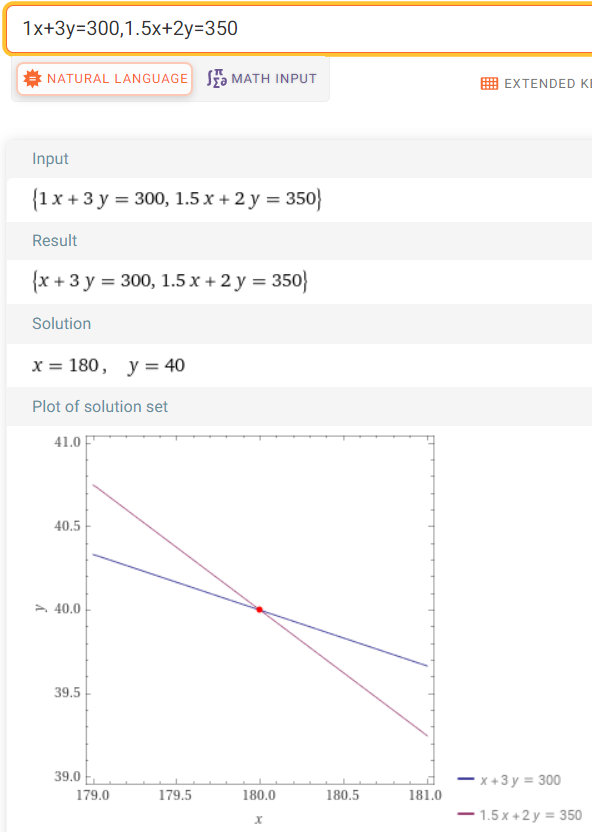 1x+3y=300,1.5x+2y=350
NATURAL LANGUAGE
∫π Σ∂ MATH INPUT
EXTENDED KE
Input
{1 x + 3 y = 300, 1.5 x + 2 y = 350}
Result
{x + 3 y = 300, 1.5 x + 2 y = 350}
Solution
x = 180 , y = 40
Plot of solution set
41.0
40.5
y 40.0
39.5
39.0
179.0 179.5 180.0 180.5 181.0
x
x + 3 y = 300
1.5 x + 2 y = 350